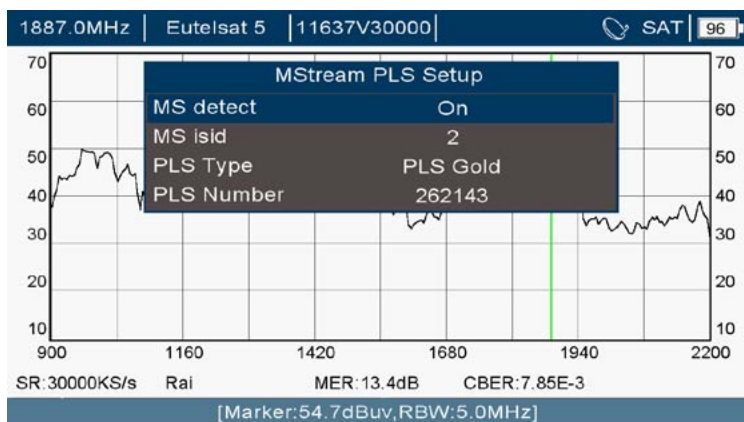 1887.0MHz Eutelsat 5 11637V30000 SAT 96
70 70
MStream PLS Setup
MS detect On
60 60
MS isid 2
50 50
PLS Type PLS Gold
PLS Number 262143
40 40
30 30
20 20
10 10
900 1160 1420 1680 1940 2200
SR:30000KS/s Rai MER:13.4dB CBER:7.85E-3
[Marker:54.7dBuv,RBW:5.0MHz]